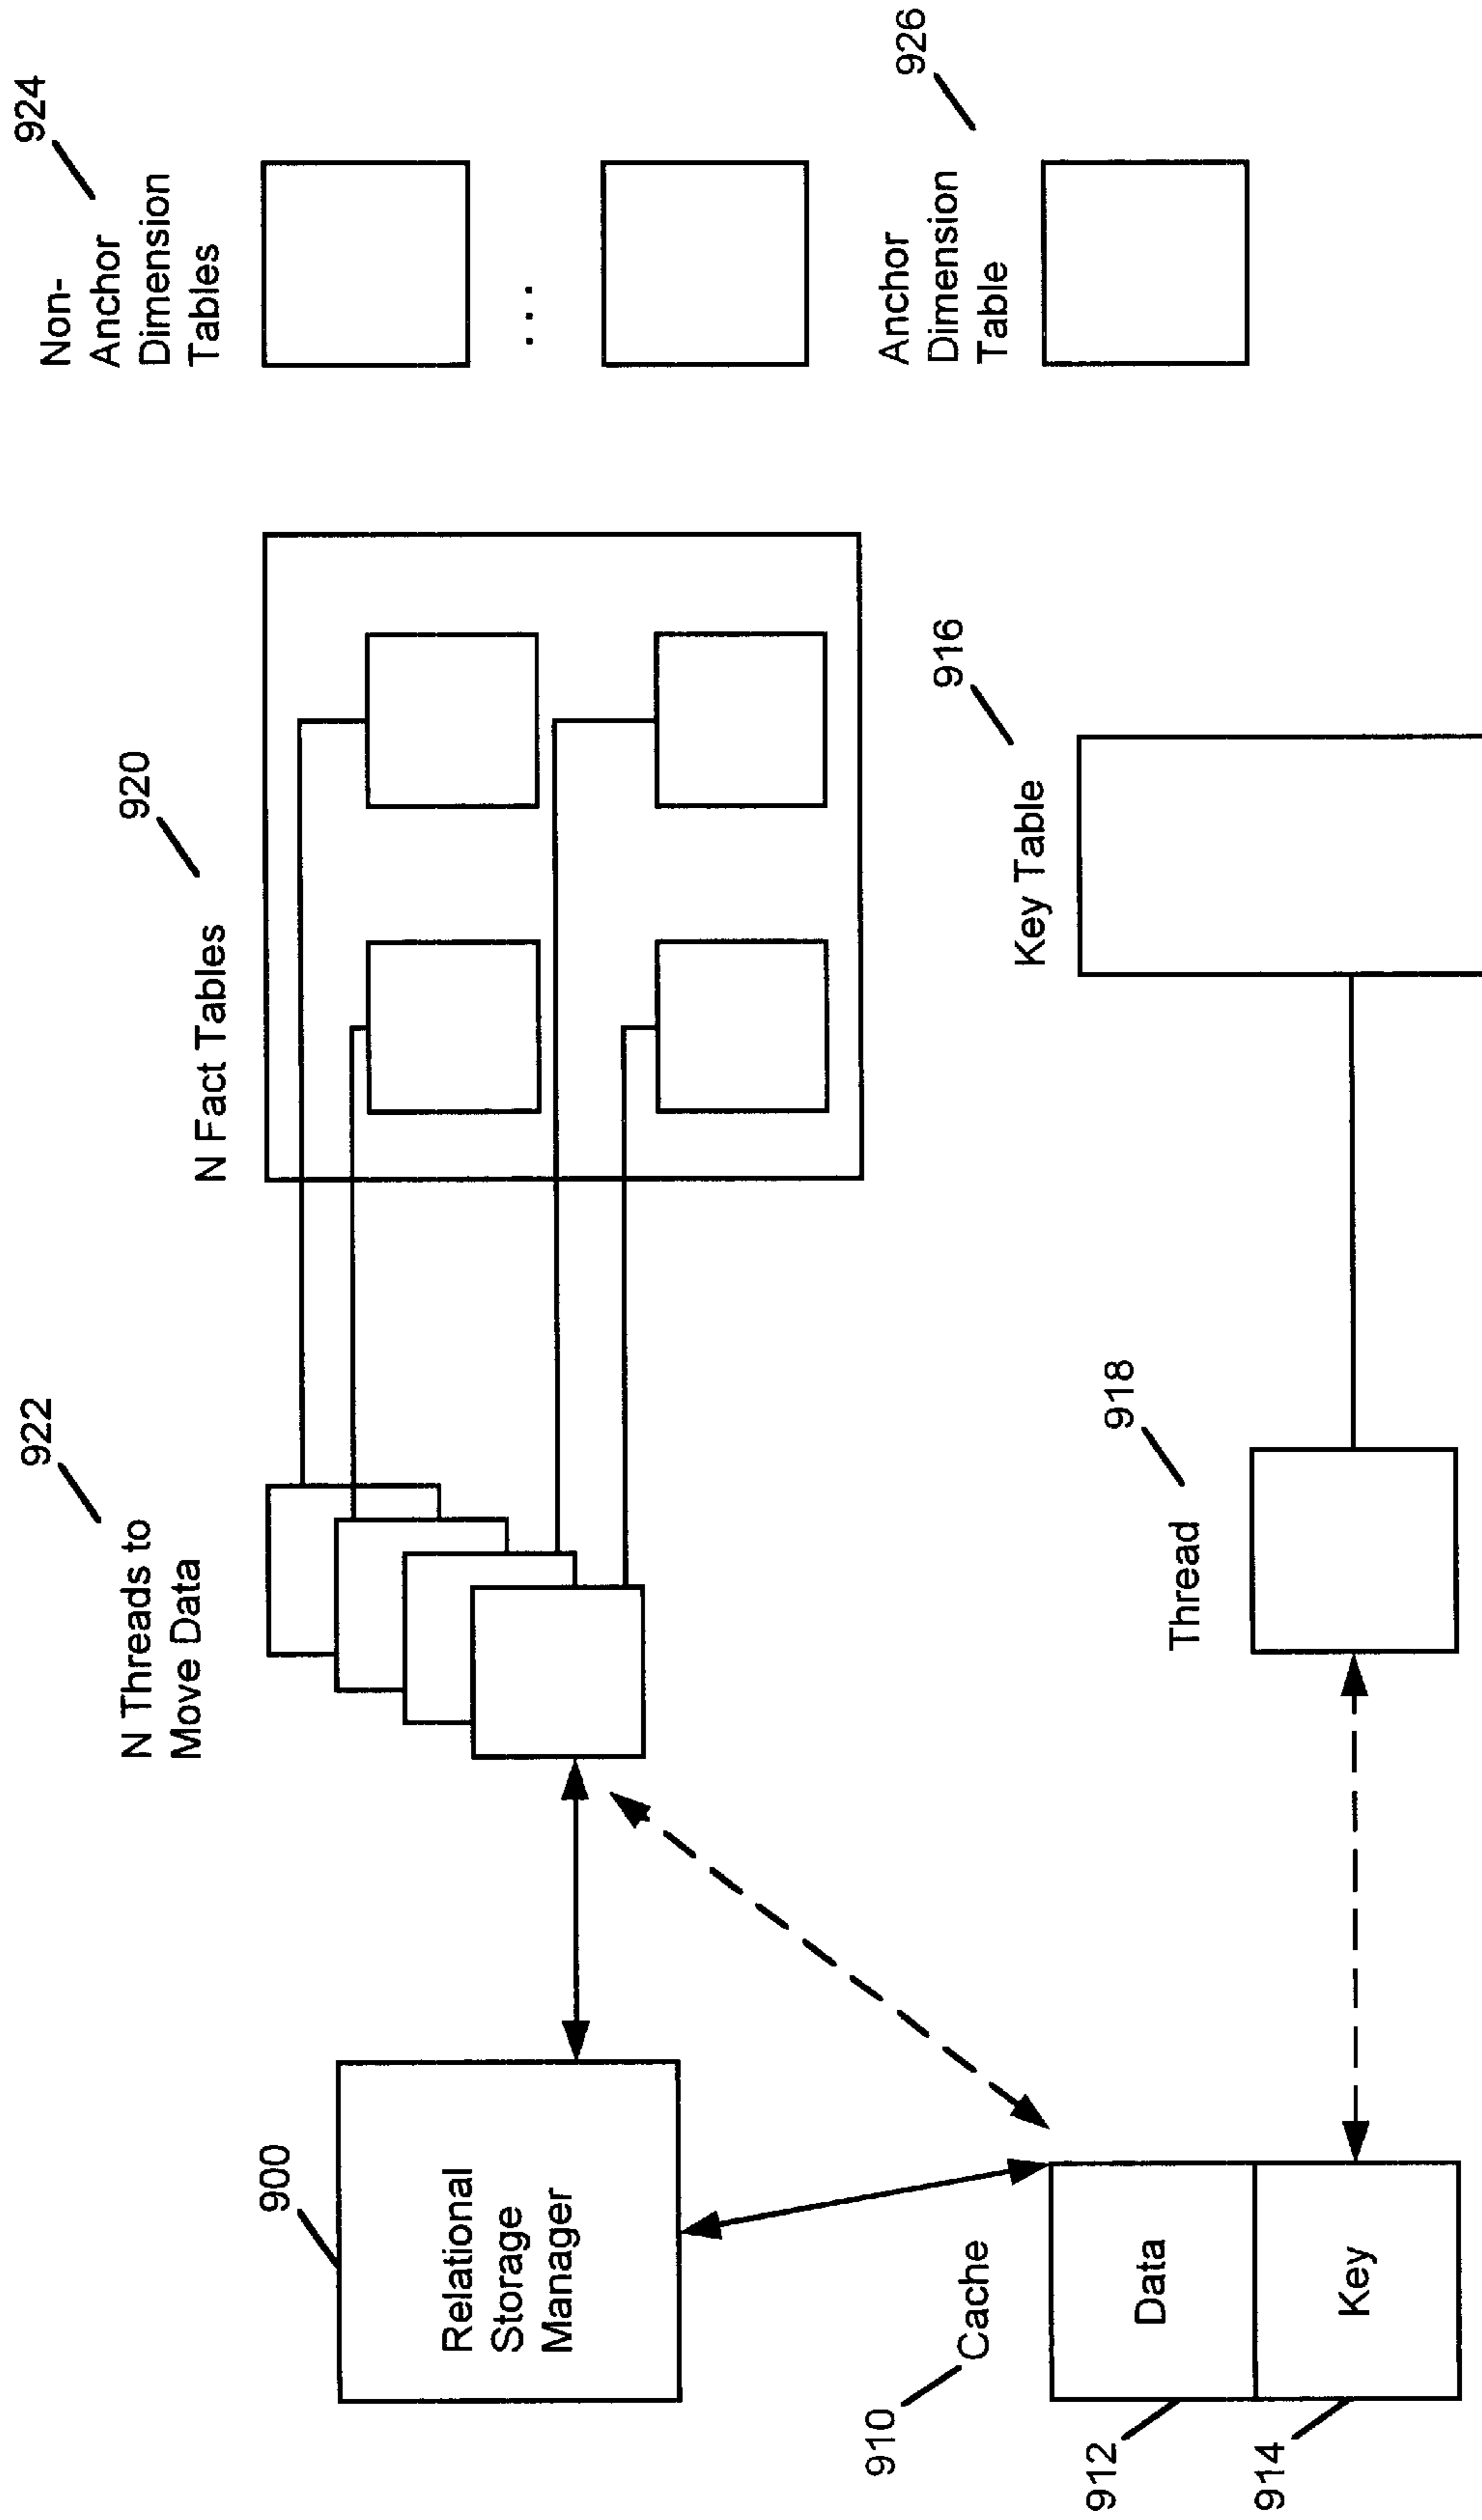 922
N Threads to
Move Data
920
N Fact Tables
924
Non-
Anchor
Dimension
Tables
...
900
Relational
Storage
Manager
926
Anchor
Dimension
Table
910
Cache
912
Data
914
Key
918
Thread
916
Key Table